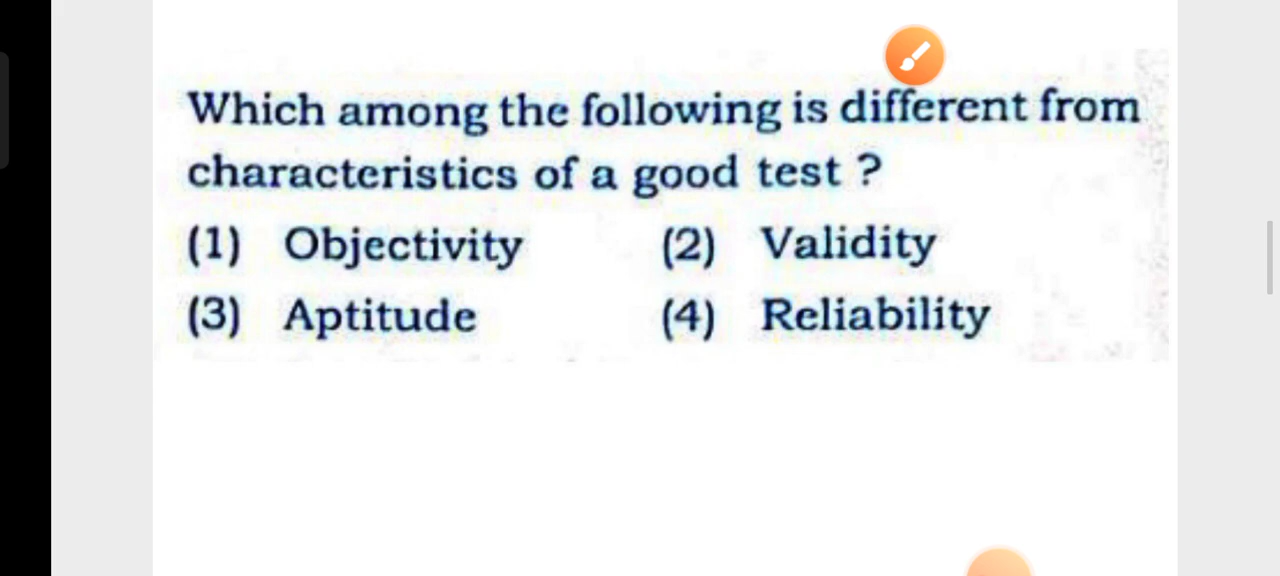 Which among the following is different from
characteristics of a good test ?
(1) Objectivity (2) Validity
(3) Aptitude (4) Reliability